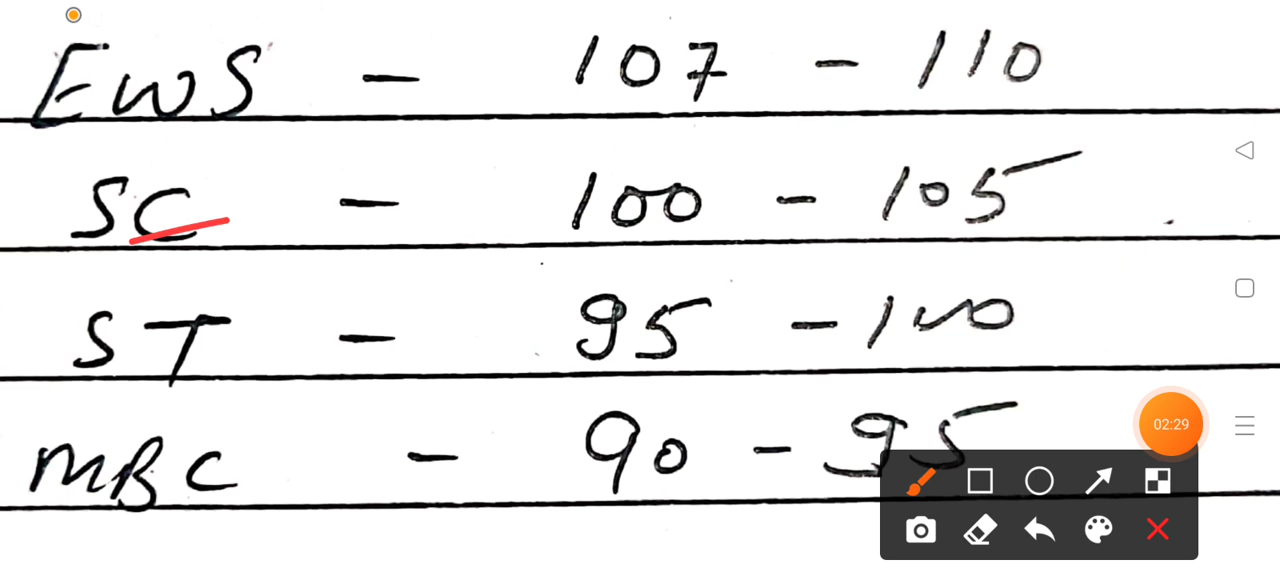 EWS - 107 - 110
SC - 100 - 105
ST - 95 - 100
MBC - 90 - 95
02:29